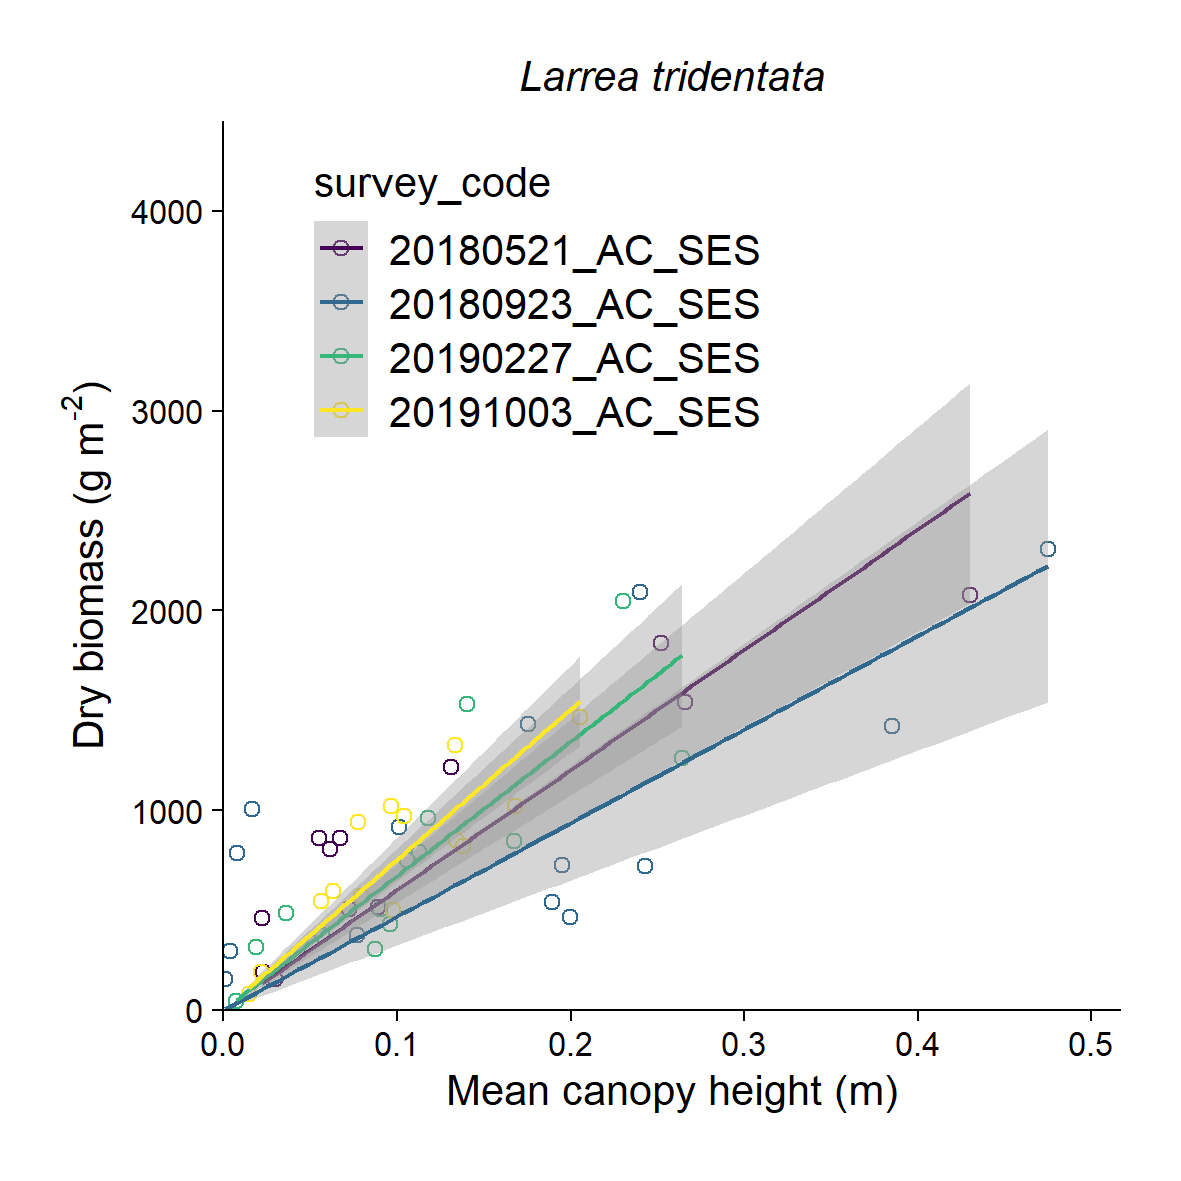 Larrea tridentata
survey_code
20180521_AC_SES
20180923_AC_SES
20190227_AC_SES
20191003_AC_SES
Dry biomass (g m⁻²)
4000
3000
2000
1000
0
0.0 0.1 0.2 0.3 0.4 0.5
Mean canopy height (m)